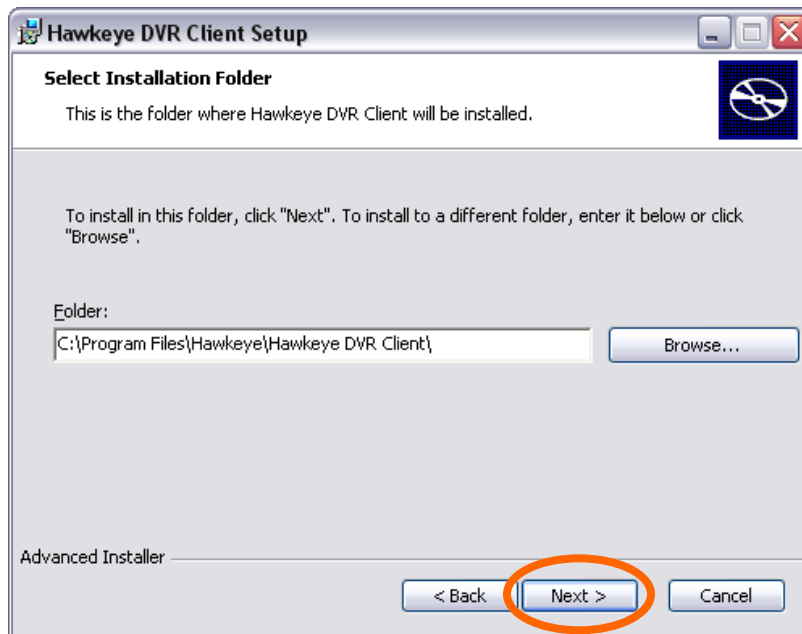 Hawkeye DVR Client Setup
Select Installation Folder
This is the folder where Hawkeye DVR Client will be installed.
To install in this folder, click "Next". To install to a different folder, enter it below or click
"Browse".
Folder:
C:\Program Files\Hawkeye\Hawkeye DVR Client\
Browse...
Advanced Installer
< Back
Next >
Cancel